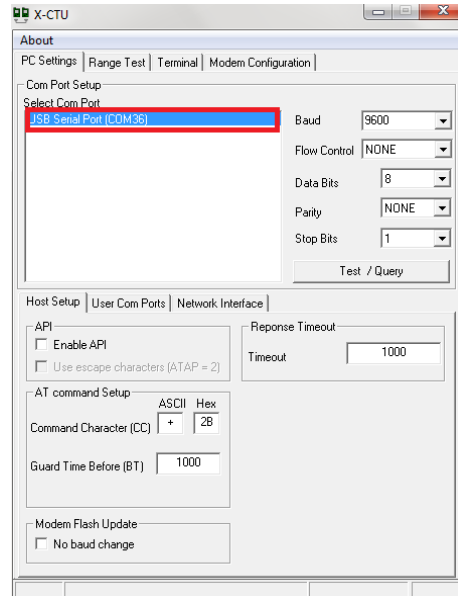 X-CTU
About
PC Settings Range Test Terminal Modem Configuration
Com Port Setup
Select Com Port
USB Serial Port (COM36)
Baud 9600
Flow Control NONE
Data Bits 8
Parity NONE
Stop Bits 1
Test / Query
Host Setup User Com Ports Network Interface
API
Enable API
Use escape characters (ATAP = 2)
Reponse Timeout
Timeout 1000
AT command Setup
ASCII Hex
Command Character (CC) + 2B
Guard Time Before (BT) 1000
Modem Flash Update
No baud change